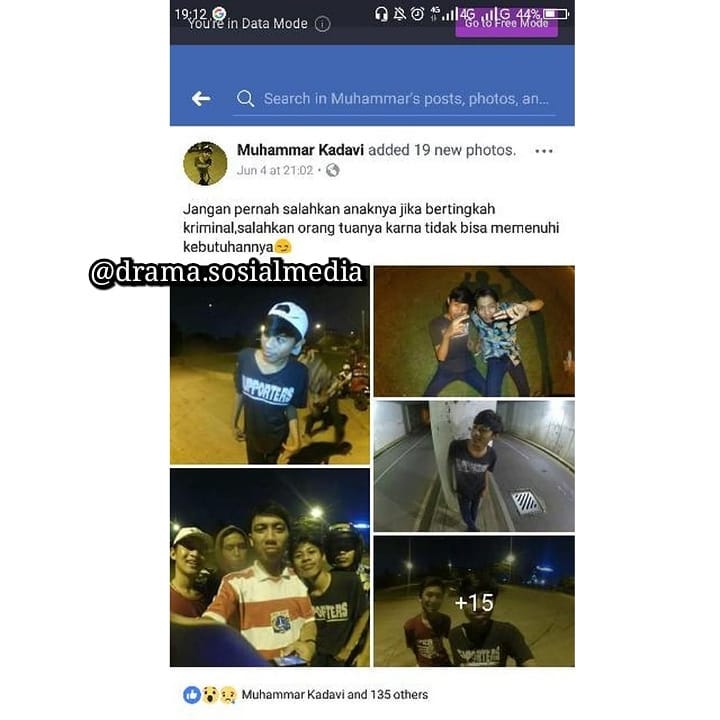 19:12 4G 4G G 44%
You're in Data Mode
Go to Free Mode
Search in Muhammar's posts, photos, an...
Muhammar Kadavi added 19 new photos.
Jun 4 at 21:02
Jangan pernah salahkan anaknya jika bertingkah
kriminal,salahkan orang tuanya karna tidak bisa memenuhi
kebutuhannya😏
@drama.sosialmedia
UPPORTERS
PORTERS
+15
Muhammar Kadavi and 135 others